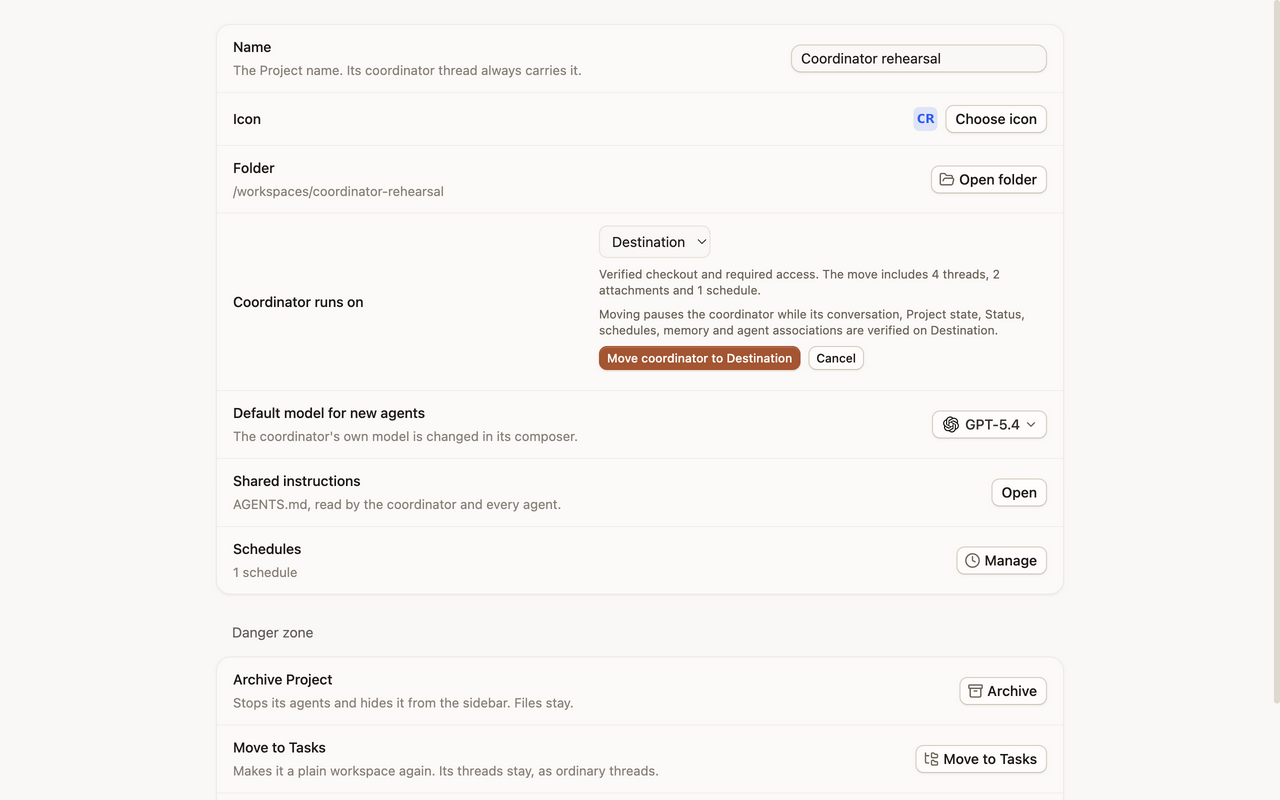 Name
The Project name. Its coordinator thread always carries it.
Coordinator rehearsal
Icon
CR
Choose icon
Folder
/workspaces/coordinator-rehearsal
Open folder
Coordinator runs on
Destination
Verified checkout and required access. The move includes 4 threads, 2
attachments and 1 schedule.
Moving pauses the coordinator while its conversation, Project state, Status,
schedules, memory and agent associations are verified on Destination.
Move coordinator to Destination
Cancel
Default model for new agents
The coordinator's own model is changed in its composer.
GPT-5.4
Shared instructions
AGENTS.md, read by the coordinator and every agent.
Open
Schedules
1 schedule
Manage
Danger zone
Archive Project
Stops its agents and hides it from the sidebar. Files stay.
Archive
Move to Tasks
Makes it a plain workspace again. Its threads stay, as ordinary threads.
Move to Tasks